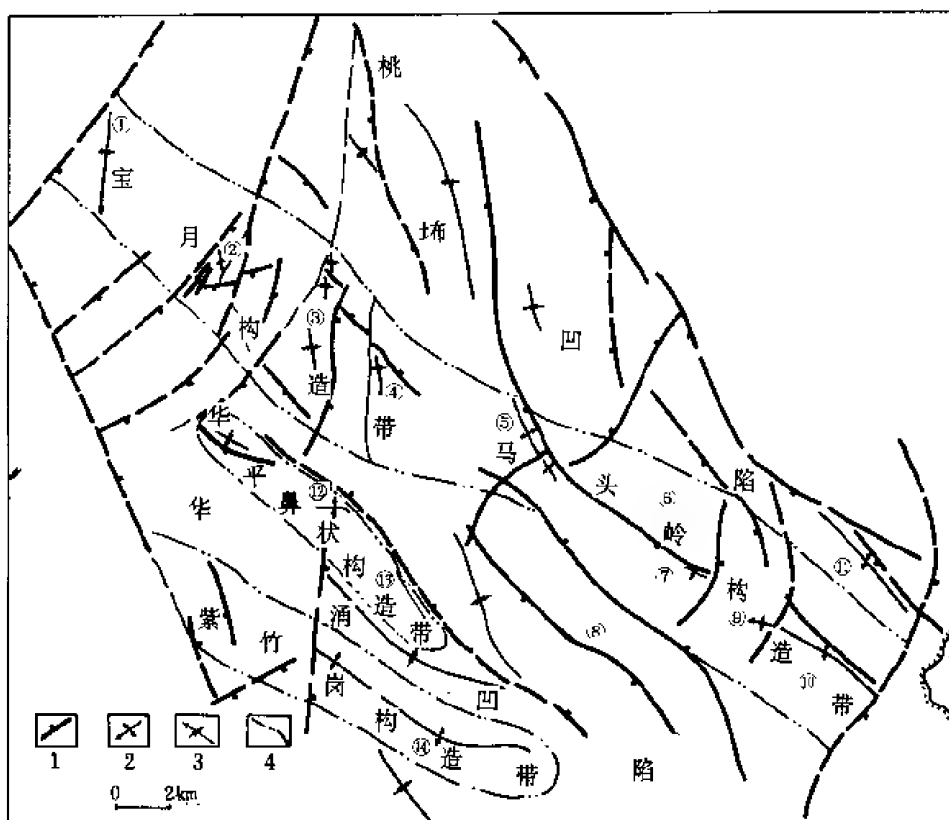 桃
凹
陷
宝
月
构
造
带
马
头
岭
构
造
带
华
平
鼻
状
构
造
带
华
涌
凹
陷
紫
竹
岗
构
造
带
①
②
③
④
⑤
⑥
⑦
⑧
⑨
⑩
⑫
⑬
⑭
1 2 3 4
0 2km